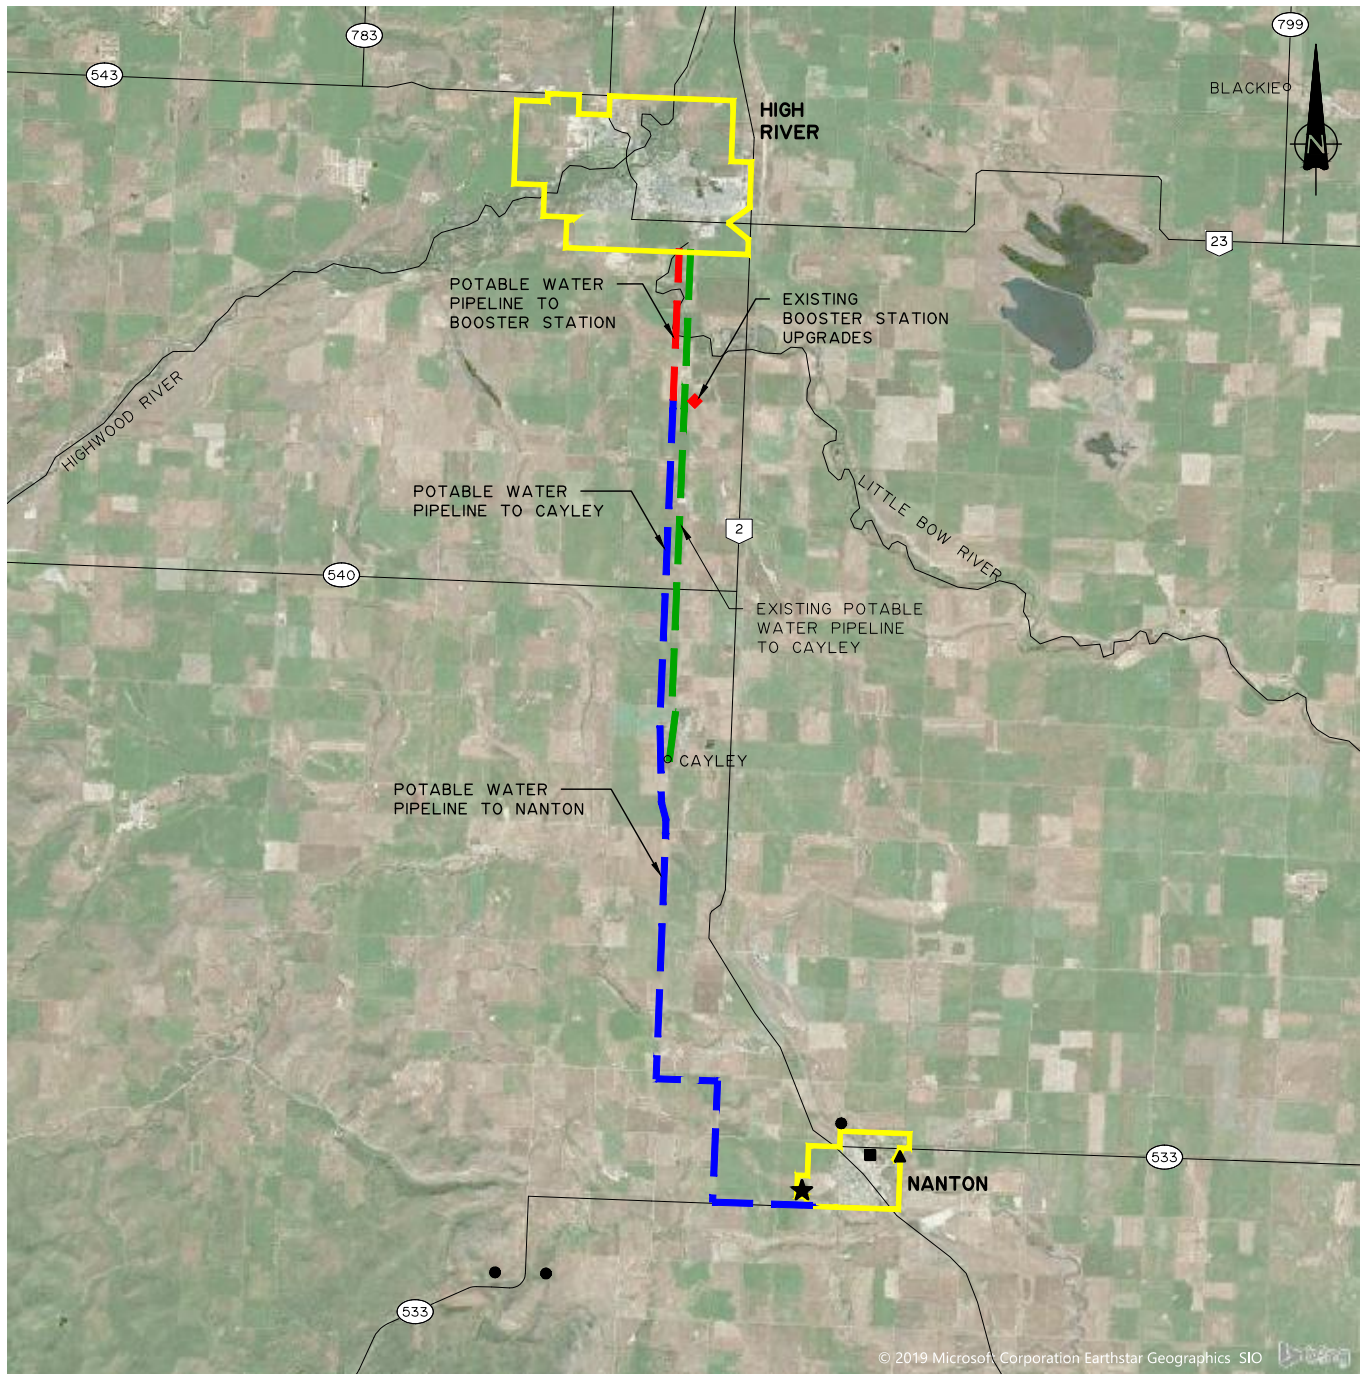 783
799
543
BLACKIE
HIGH
RIVER
N
23
POTABLE WATER
PIPELINE TO
BOOSTER STATION
EXISTING
BOOSTER STATION
UPGRADES
HIGHWOOD RIVER
POTABLE WATER
PIPELINE TO CAYLEY
LITTLE BOW RIVER
2
540
EXISTING POTABLE
WATER PIPELINE
TO CAYLEY
CAYLEY
POTABLE WATER
PIPELINE TO NANTON
533
NANTON
533
© 2019 Microsoft Corporation Earthstar Geographics SIO